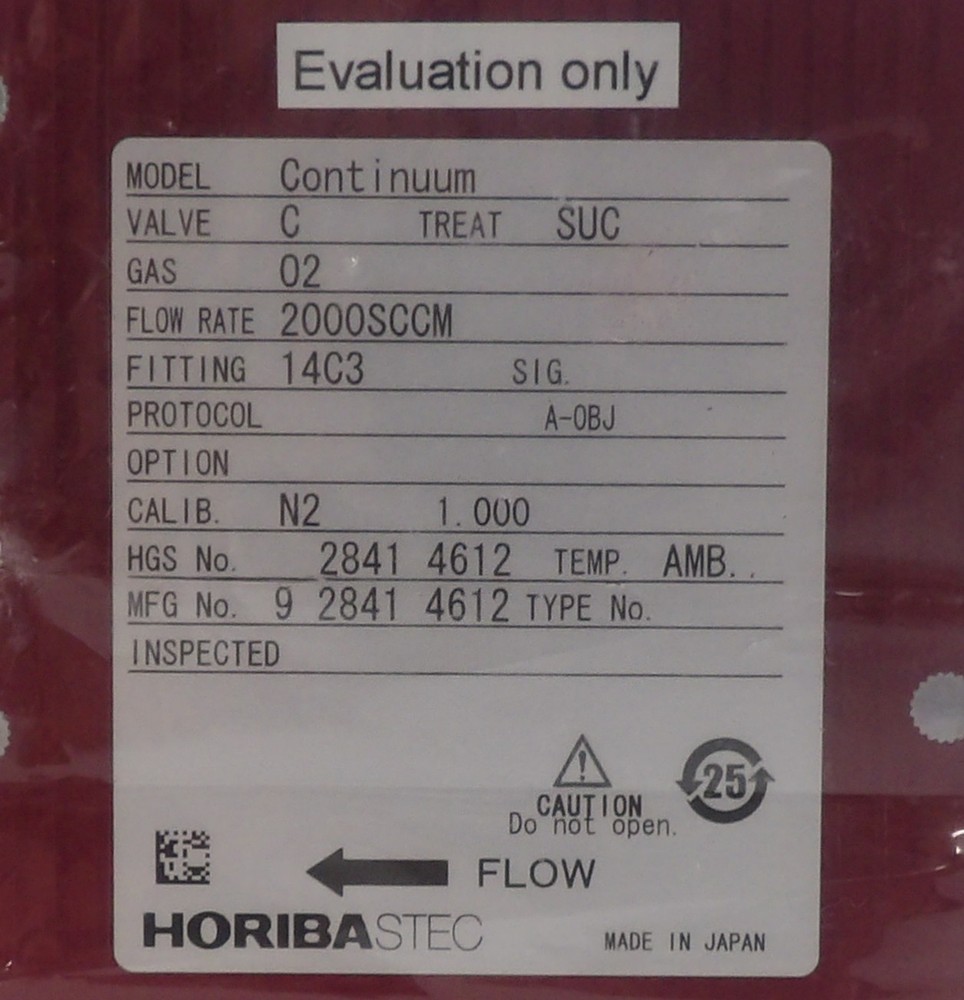 Evaluation only
MODEL Continuum
VALVE C TREAT SUC
GAS O2
FLOW RATE 2000SCCM
FITTING 14C3 SIG.
PROTOCOL A-OBJ
OPTION
CALIB. N2 1.000
HGS No. 2841 4612 TEMP. AMB..
MFG No. 9 2841 4612 TYPE No.
INSPECTED
25
CAUTION
Do not open.
FLOW
HORIBASTEC
MADE IN JAPAN